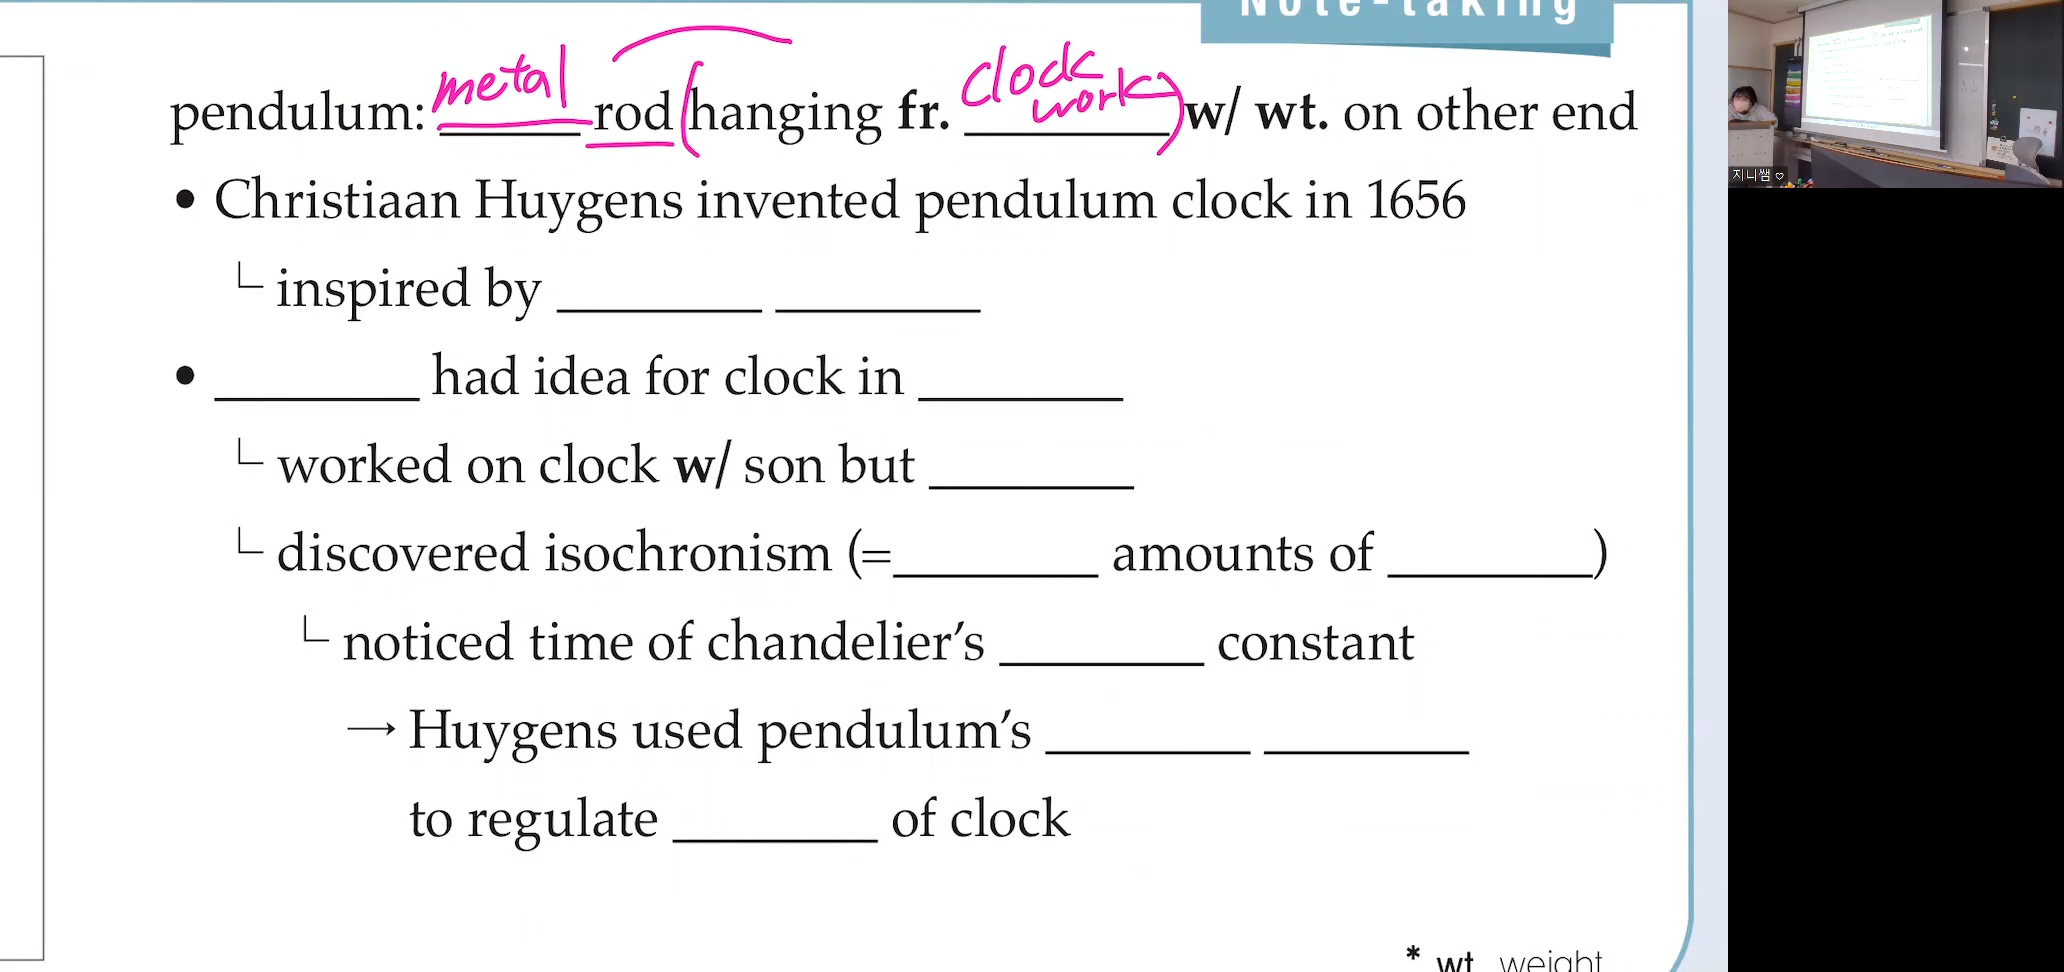 Note-taking
pendulum: metal rod (hanging fr. clock work) w/ wt. on other end
• Christiaan Huygens invented pendulum clock in 1656
└ inspired by ________ ________
• ________ had idea for clock in ________
└ worked on clock w/ son but ________
└ discovered isochronism (=________ amounts of ________)
└ noticed time of chandelier’s ________ constant
→ Huygens used pendulum’s ________ ________
to regulate ________ of clock
* wt. weight
지니쌤 ♡